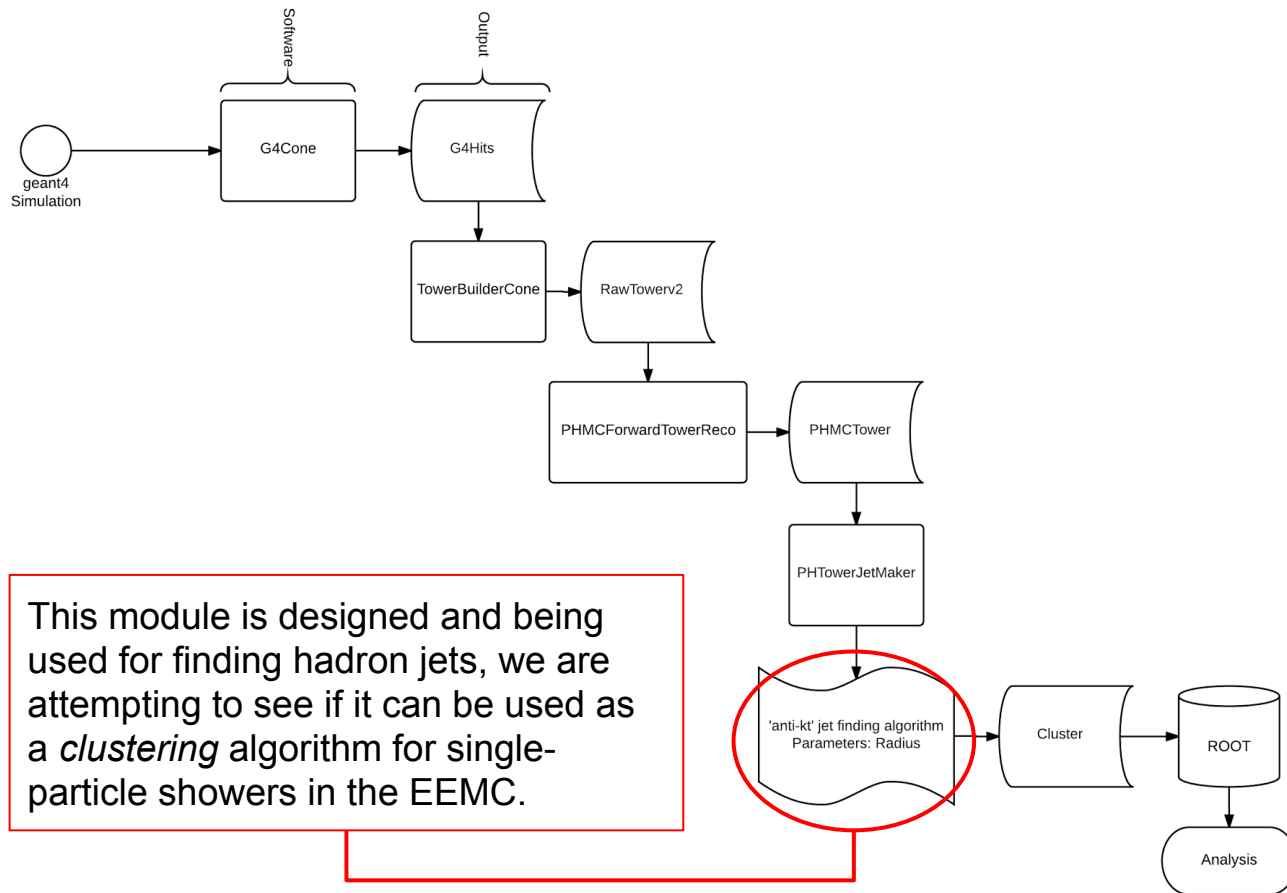 Software
Output
G4Cone
G4Hits
geant4
Simulation
TowerBuilderCone
RawTowerv2
PHMCForwardTowerReco
PHMCTower
PHTowerJetMaker
This module is designed and being
used for finding hadron jets, we are
attempting to see if it can be used as
a clustering algorithm for single-
particle showers in the EEMC.
'anti-kt' jet finding algorithm
Parameters: Radius
Cluster
ROOT
Analysis